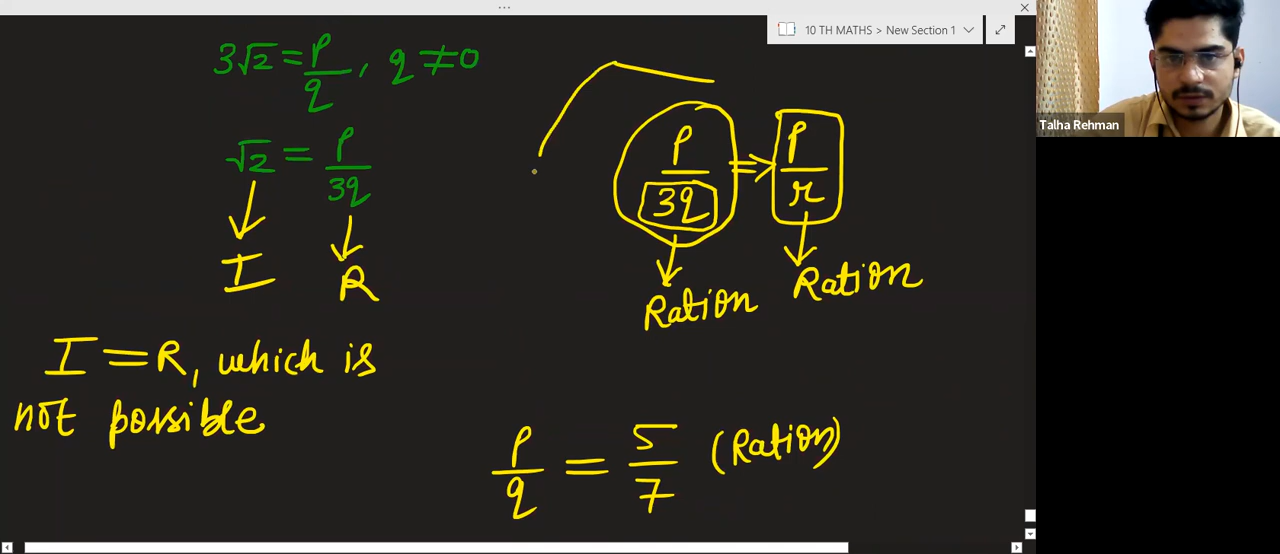 10 TH MATHS > New Section 1
Talha Rehman
3√2 = p/q, q ≠ 0
√2 = p/3q
I R
I = R, which is
not possible
p/3q ⇒ p/r
Ration Ration
p/q = 5/7 (Ration)